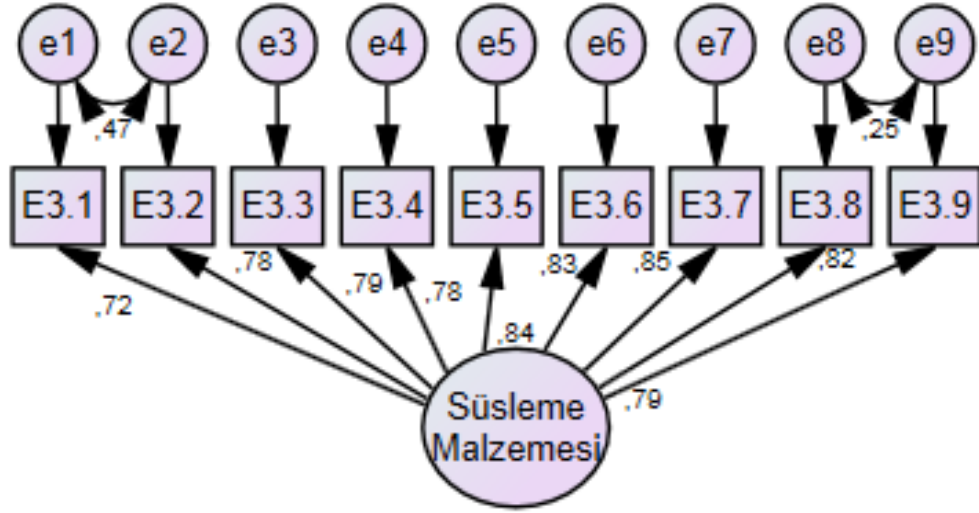 e1 e2 e3 e4 e5 e6 e7 e8 e9
,47 ,25
E3.1 E3.2 E3.3 E3.4 E3.5 E3.6 E3.7 E3.8 E3.9
,72 ,78 ,79 ,78 ,84 ,83 ,85 ,82 ,79
Süsleme
Malzemesi